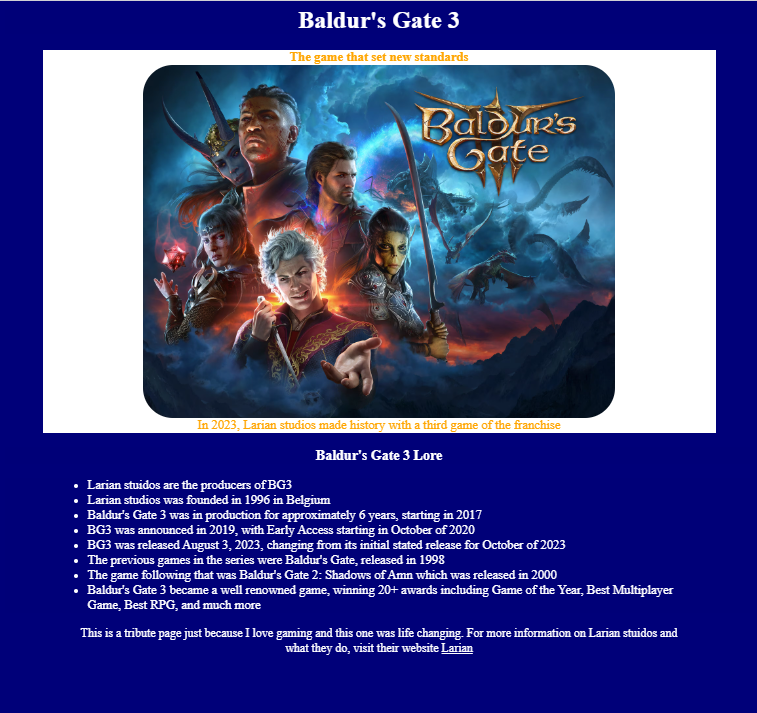 Baldur's Gate 3
The game that set new standards
Baldur's
Gate
In 2023, Larian studios made history with a third game of the franchise
Baldur's Gate 3 Lore
Larian stuidos are the producers of BG3
Larian studios was founded in 1996 in Belgium
Baldur's Gate 3 was in production for approximately 6 years, starting in 2017
BG3 was announced in 2019, with Early Access starting in October of 2020
BG3 was released August 3, 2023, changing from its initial stated release for October of 2023
The previous games in the series were Baldur's Gate, released in 1998
The game following that was Baldur's Gate 2: Shadows of Amn which was released in 2000
Baldur's Gate 3 became a well renowned game, winning 20+ awards including Game of the Year, Best Multiplayer
Game, Best RPG, and much more
This is a tribute page just because I love gaming and this one was life changing. For more information on Larian stuidos and
what they do, visit their website Larian